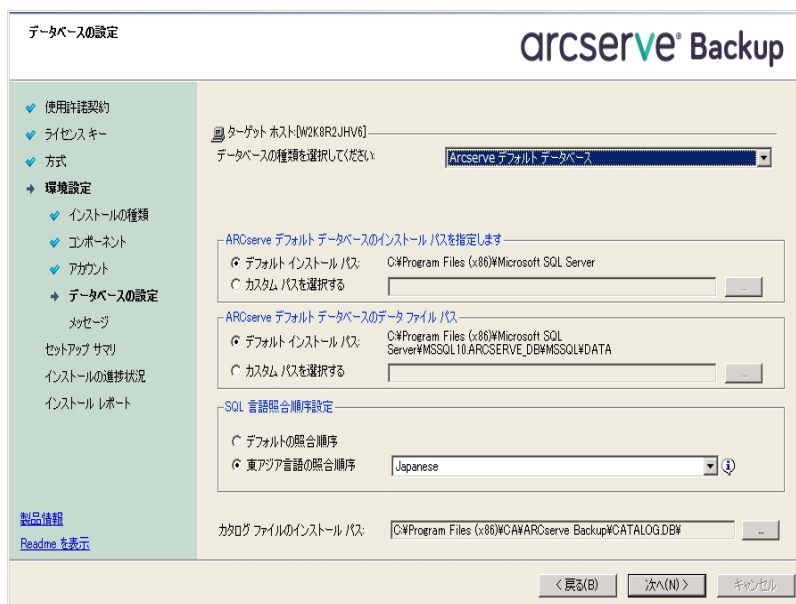 データベースの設定
arcserve® Backup
使用許諾契約
ライセンス キー
方式
環境設定
インストールの種類
コンポーネント
アカウント
データベースの設定
メッセージ
セットアップ サマリ
インストールの進捗状況
インストール レポート
製品情報
Readme を表示
ターゲット ホスト:[W2K8R2JHV6]
データベースの種類を選択してください:
Arcserve デフォルト データベース
ARCserve デフォルト データベースのインストール パスを指定します
デフォルト インストール パス:
C:¥Program Files (x86)¥Microsoft SQL Server
カスタム パスを選択する
...
ARCserve デフォルト データベースのデータ ファイル パス
デフォルト インストール パス:
C:¥Program Files (x86)¥Microsoft SQL
Server¥MSSQL10.ARCSERVE_DB¥MSSQL¥DATA
カスタム パスを選択する
...
SQL 言語照合順序設定
デフォルトの照合順序
東アジア言語の照合順序
Japanese
カタログ ファイルのインストール パス:
C:¥Program Files (x86)¥CA¥ARCserve Backup¥CATALOG.DB¥
...
< 戻る(B)
次へ(N) >
キャンセル